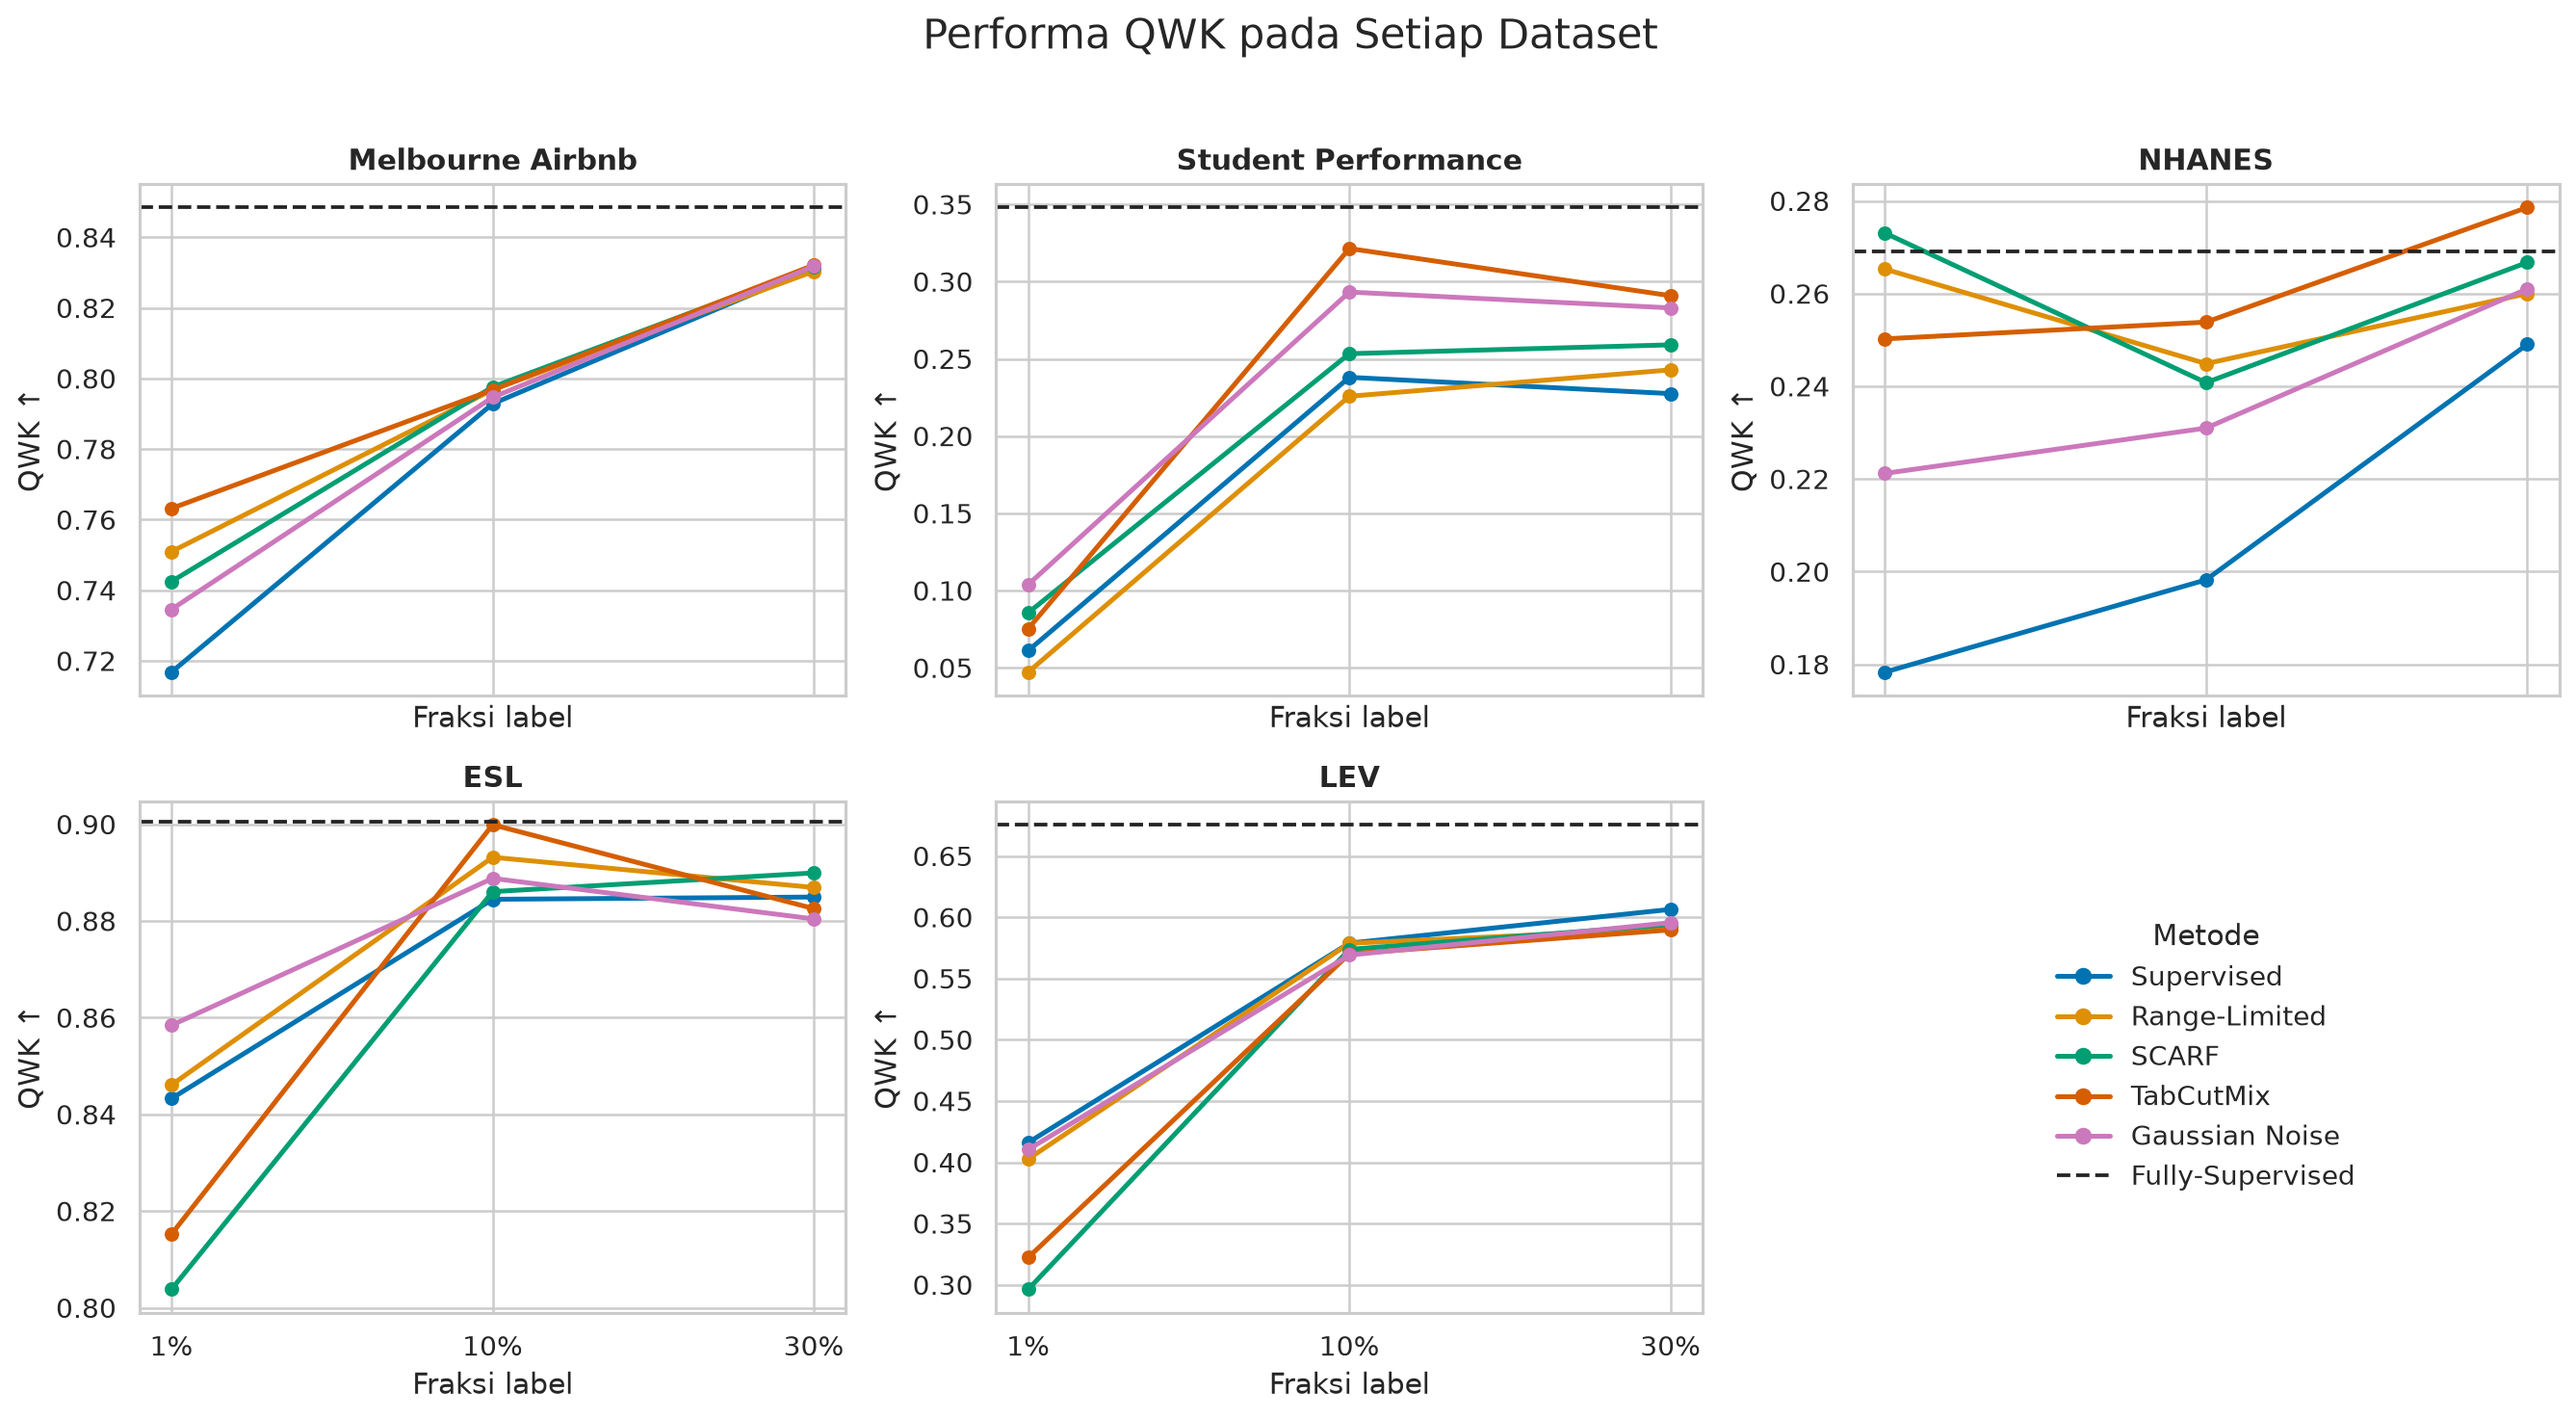 Performa QWK pada Setiap Dataset
Melbourne Airbnb
QWK ↑
0.84
0.82
0.80
0.78
0.76
0.74
0.72
Fraksi label
Student Performance
QWK ↑
0.35
0.30
0.25
0.20
0.15
0.10
0.05
Fraksi label
NHANES
QWK ↑
0.28
0.26
0.24
0.22
0.20
0.18
Fraksi label
ESL
QWK ↑
0.90
0.88
0.86
0.84
0.82
0.80
1% 10% 30%
Fraksi label
LEV
QWK ↑
0.65
0.60
0.55
0.50
0.45
0.40
0.35
0.30
1% 10% 30%
Fraksi label
Metode
Supervised
Range-Limited
SCARF
TabCutMix
Gaussian Noise
Fully-Supervised